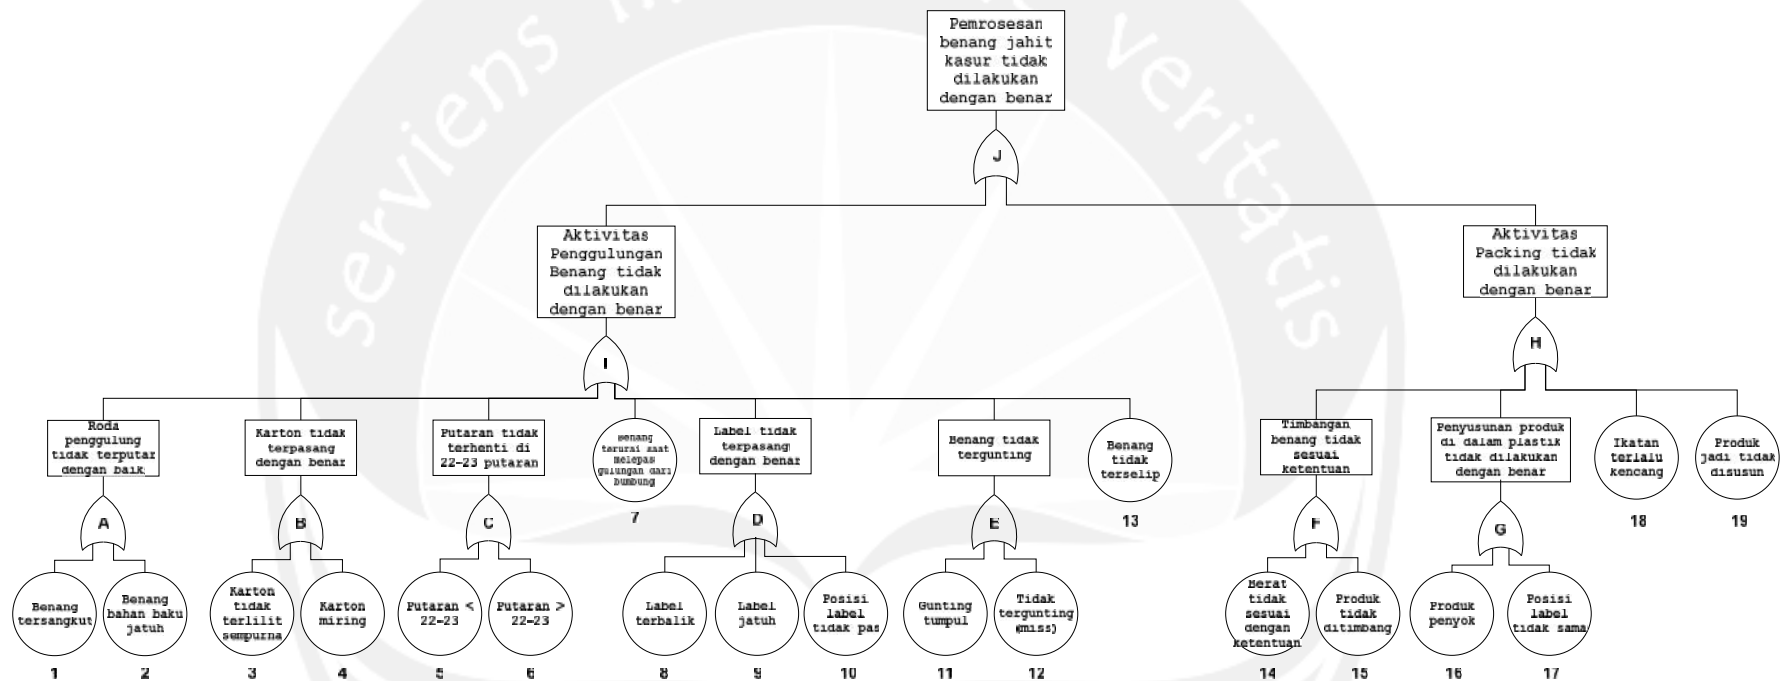 serviens in
veritatis
Pemrosesan
benang jahit
kasur tidak
dilakukan
dengan benar
J
Aktivitas
Penggulungan
Benang tidak
dilakukan
dengan benar
Aktivitas
Packing tidak
dilakukan
dengan benar
I
H
Roda
penggulung
tidak terputar
dengan baik
Karton tidak
terpasang
dengan benar
Putaran tidak
terhenti di
22-23 putaran
Benang
terurai saat
melepas
gulungan dari
bumbung
7
Label tidak
terpasang
dengan benar
Benang tidak
tergunting
Benang
tidak
terselip
13
Timbangan
benang tidak
sesuai
ketentuan
Penyusunan produk
di dalam plastik
tidak dilakukan
dengan benar
Ikatan
terlalu
kencang
18
Produk
jadi tidak
disusun
19
A
B
C
D
E
F
G
Benang
tersangkut
1
Benang
bahan baku
jatuh
2
Karton
tidak
terlilit
sempurna
3
Karton
miring
4
Putaran <
22-23
5
Putaran >
22-23
6
Label
terbalik
8
Label
jatuh
9
Posisi
label
tidak pas
10
Gunting
tumpul
11
Tidak
tergunting
(miss)
12
Berat
tidak
sesuai
dengan
ketentuan
14
Produk
tidak
ditimbang
15
Produk
penyok
16
Posisi
label
tidak sama
17